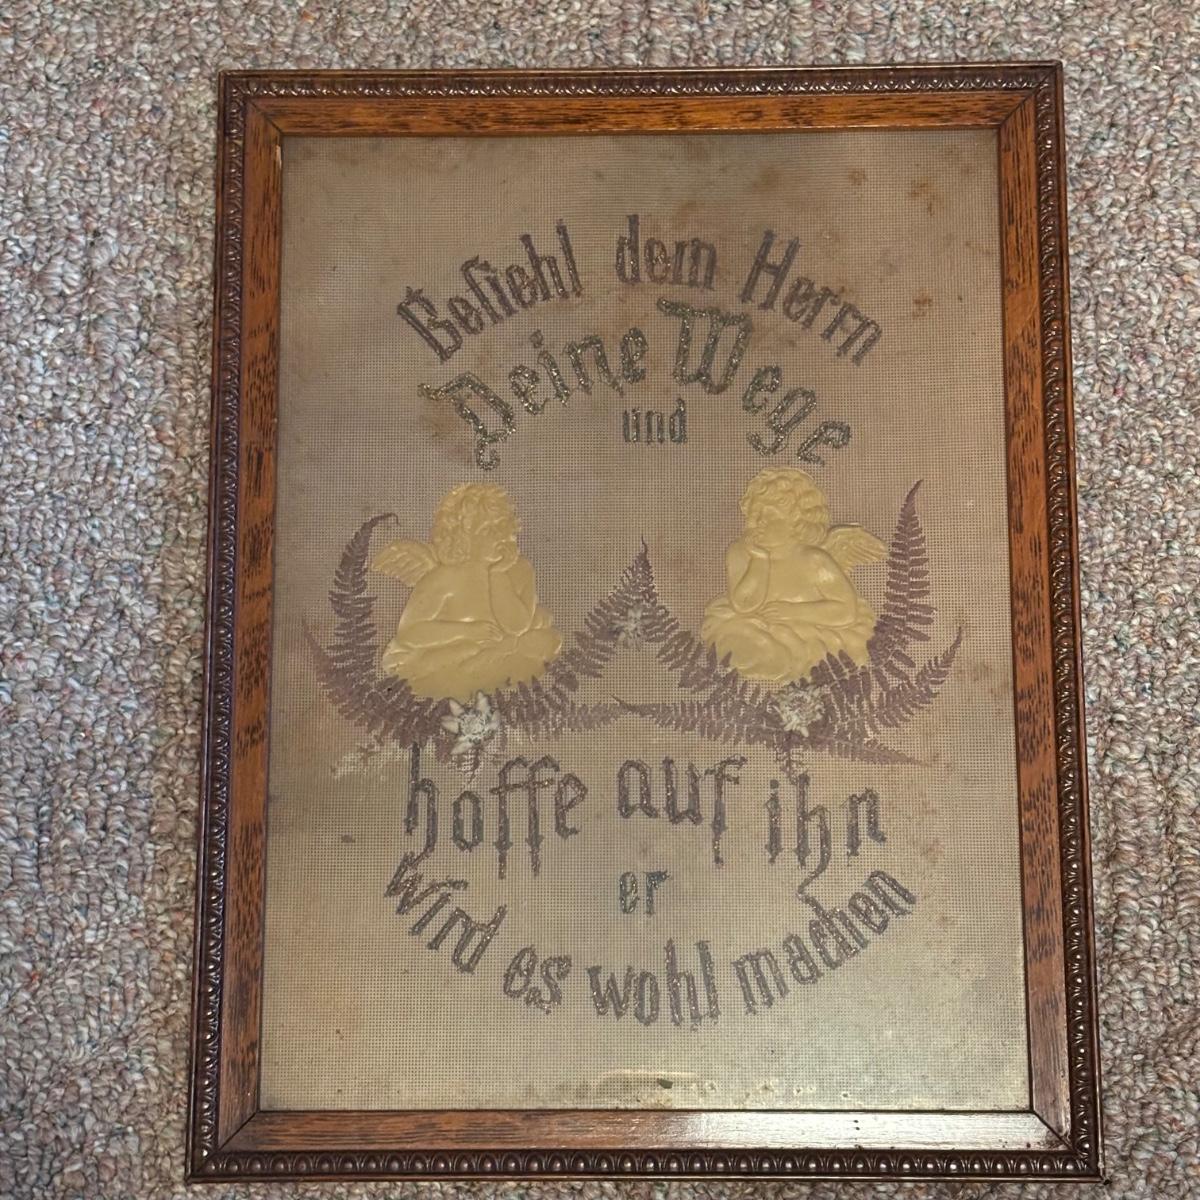 Befiehl dem Herrn
Deine Wege
und
hoffe auf ihn
er
wird es wohl machen